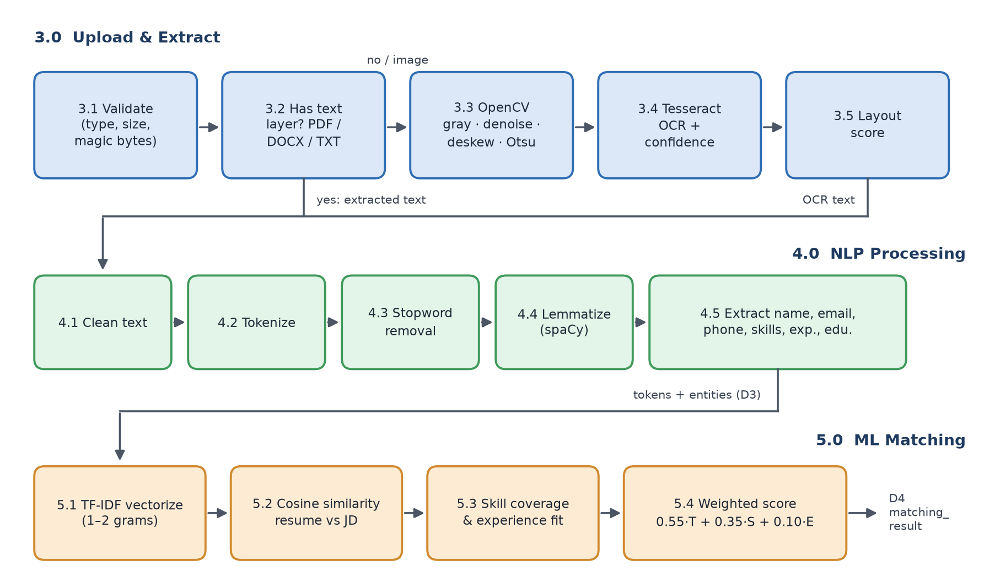 3.0 Upload & Extract
no / image
3.1 Validate
(type, size,
magic bytes)
3.2 Has text
layer? PDF /
DOCX / TXT
3.3 OpenCV
gray · denoise ·
deskew · Otsu
3.4 Tesseract
OCR +
confidence
3.5 Layout
score
yes: extracted text
OCR text
4.0 NLP Processing
4.1 Clean text
4.2 Tokenize
4.3 Stopword
removal
4.4 Lemmatize
(spaCy)
4.5 Extract name, email,
phone, skills, exp., edu.
tokens + entities (D3)
5.0 ML Matching
5.1 TF-IDF vectorize
(1–2 grams)
5.2 Cosine similarity
resume vs JD
5.3 Skill coverage
& experience fit
5.4 Weighted score
0.55·T + 0.35·S + 0.10·E
D4
matching_
result